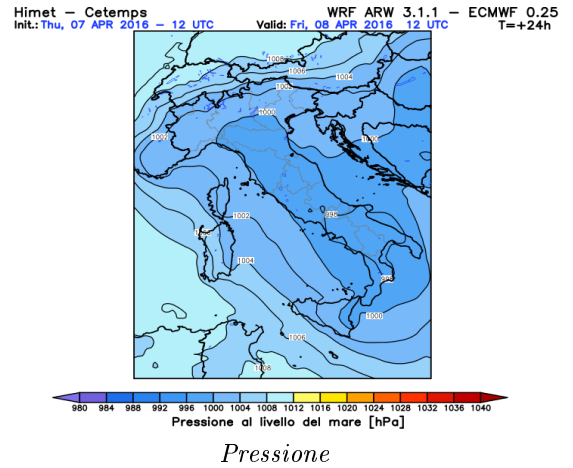 Himet — Cetemps
WRF ARW 3.1.1 — ECMWF 0.25
Init.: Thu, 07 APR 2016 — 12 UTC
Valid: Fri, 08 APR 2016 — 12 UTC
T=+24h
1008
1006
1004
1002
1000
1002
1000
1002
1004
1000
1006
1008
980 984 988 992 996 1000 1004 1008 1012 1016 1020 1024 1028 1032 1036 1040
Pressione al livello del mare [hPa]
Pressione